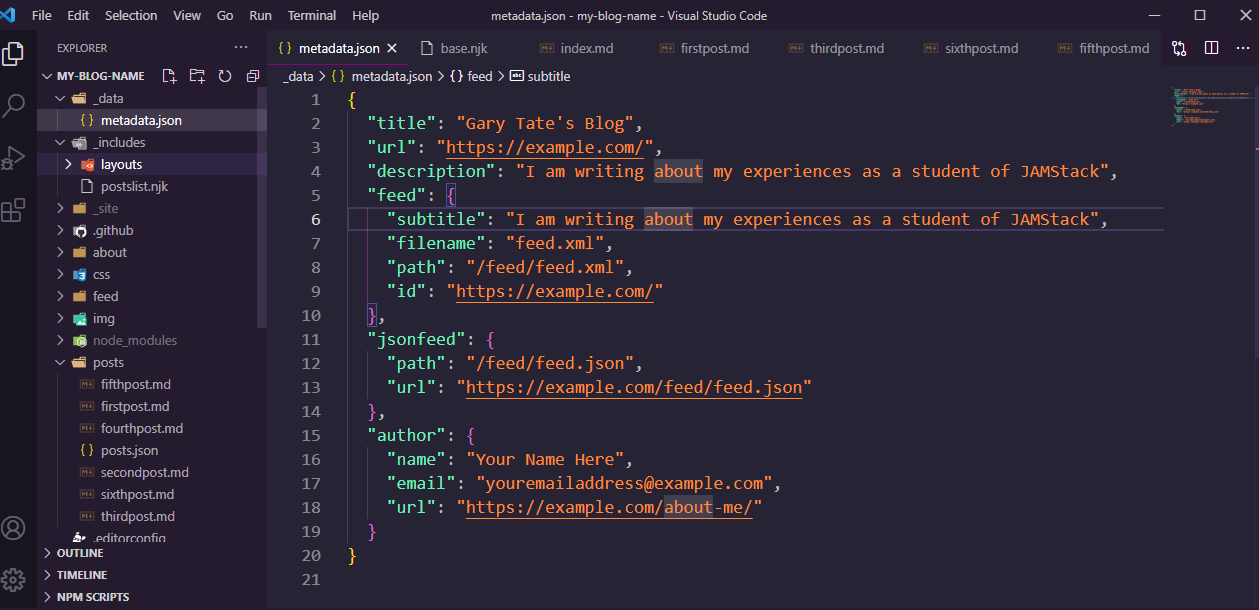 File Edit Selection View Go Run Terminal Help metadata.json - my-blog-name - Visual Studio Code
EXPLORER
MY-BLOG-NAME
_data
{ } metadata.json
_includes
layouts
postslist.njk
_site
.github
about
css
feed
img
node_modules
posts
fifthpost.md
firstpost.md
fourthpost.md
{ } posts.json
secondpost.md
sixthpost.md
thirdpost.md
.editorconfig
OUTLINE
TIMELINE
NPM SCRIPTS
{ } metadata.json base.njk index.md firstpost.md thirdpost.md sixthpost.md fifthpost.md
_data > { } metadata.json > { } feed > subtitle
1 {
2 "title": "Gary Tate's Blog",
3 "url": "https://example.com/",
4 "description": "I am writing about my experiences as a student of JAMStack",
5 "feed": {
6 "subtitle": "I am writing about my experiences as a student of JAMStack",
7 "filename": "feed.xml",
8 "path": "/feed/feed.xml",
9 "id": "https://example.com/"
10 },
11 "jsonfeed": {
12 "path": "/feed/feed.json",
13 "url": "https://example.com/feed/feed.json"
14 },
15 "author": {
16 "name": "Your Name Here",
17 "email": "youremailaddress@example.com",
18 "url": "https://example.com/about-me/"
19 }
20 }
21